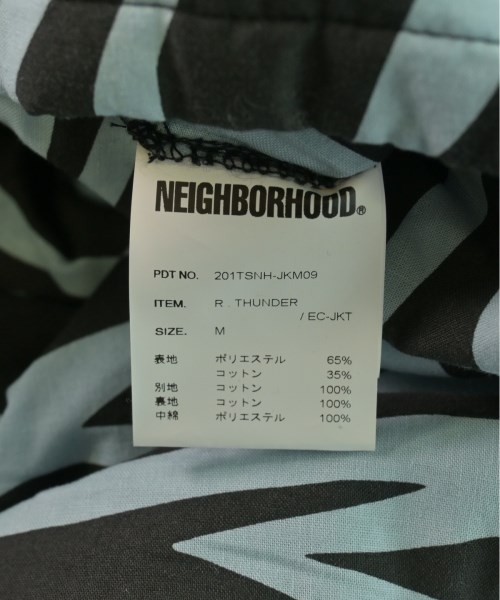 NEIGHBORHOOD®
PDT NO. 201TSNH-JKM09
ITEM. R . THUNDER
/ EC-JKT
SIZE. M
表地 ポリエステル 65%
コットン 35%
別地 コットン 100%
裏地 コットン 100%
中綿 ポリエステル 100%